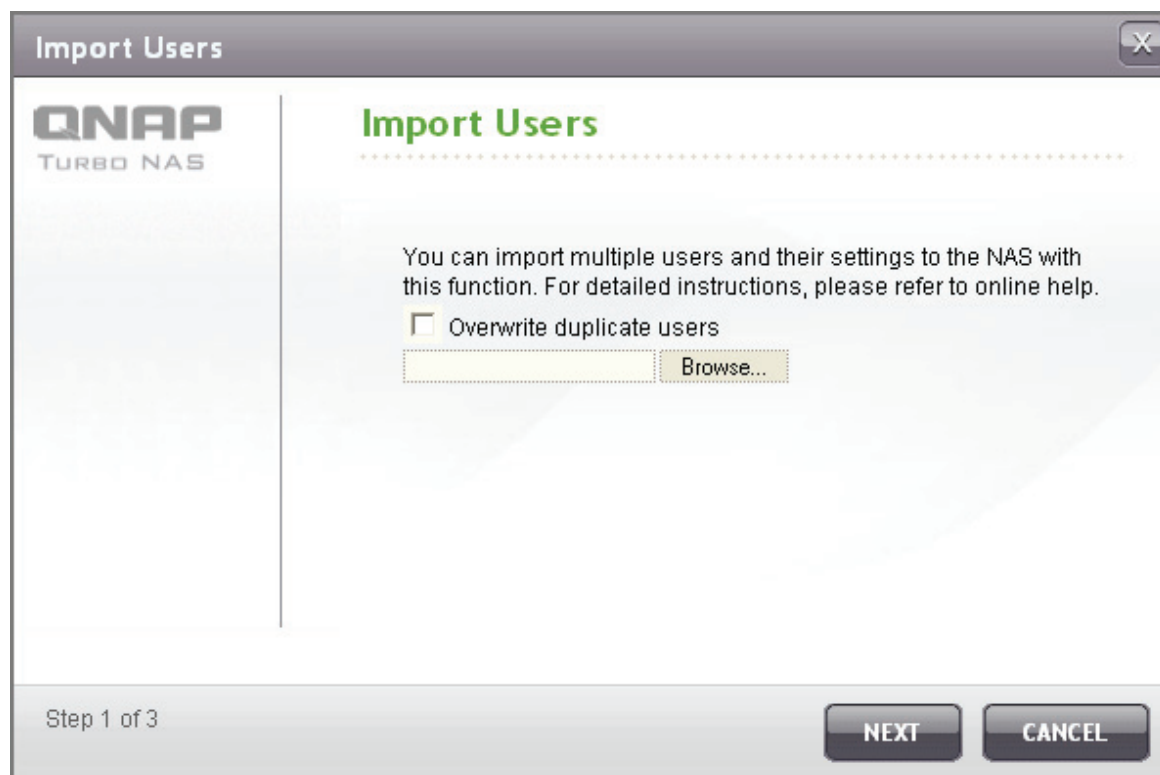 Import Users
X
QNAP
TURBO NAS
Import Users
You can import multiple users and their settings to the NAS with
this function. For detailed instructions, please refer to online help.
Overwrite duplicate users
Browse...
Step 1 of 3
NEXT
CANCEL